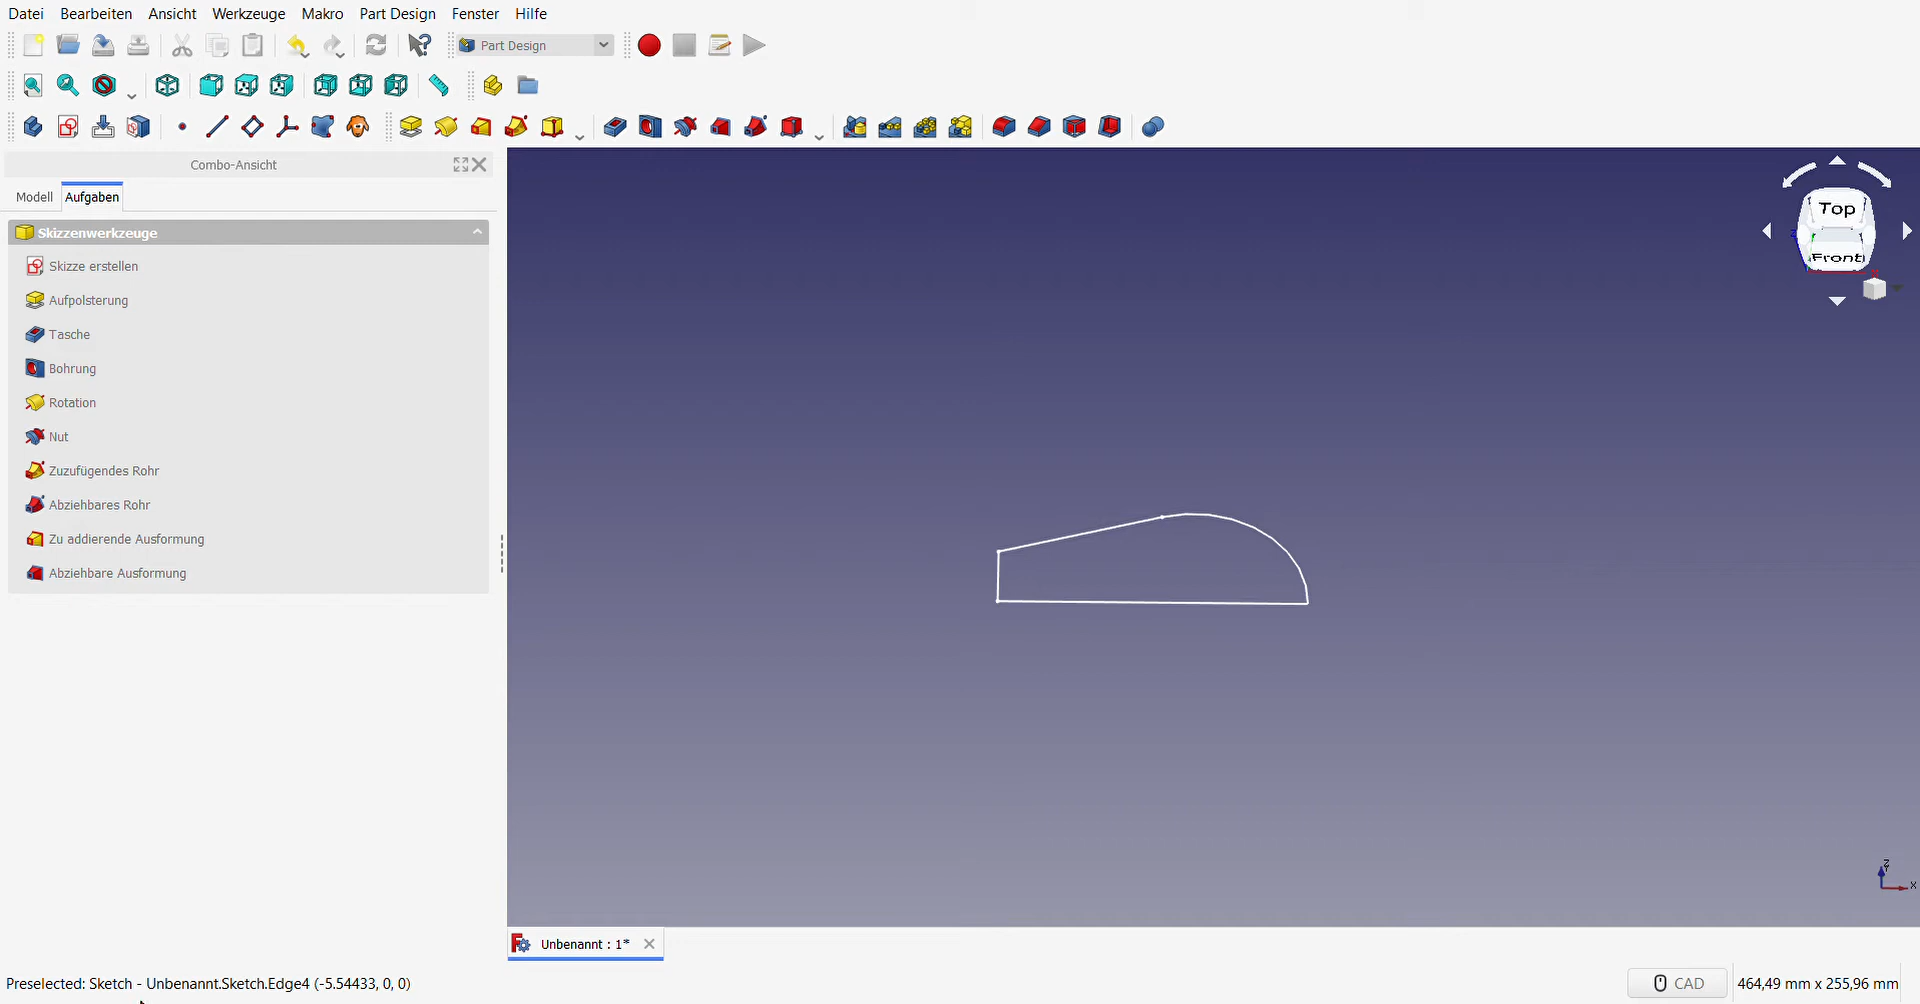 Datei Bearbeiten Ansicht Werkzeuge Makro Part Design Fenster Hilfe
Part Design
Combo-Ansicht
Modell Aufgaben
Skizzenwerkzeuge
Skizze erstellen
Aufpolsterung
Tasche
Bohrung
Rotation
Nut
Zuzufügendes Rohr
Abziehbares Rohr
Zu addierende Ausformung
Abziehbare Ausformung
Top
Front
Z
Y
X
Unbenannt : 1*
Preselected: Sketch - Unbenannt.Sketch.Edge4 (-5.54433, 0, 0)
CAD
464,49 mm x 255,96 mm